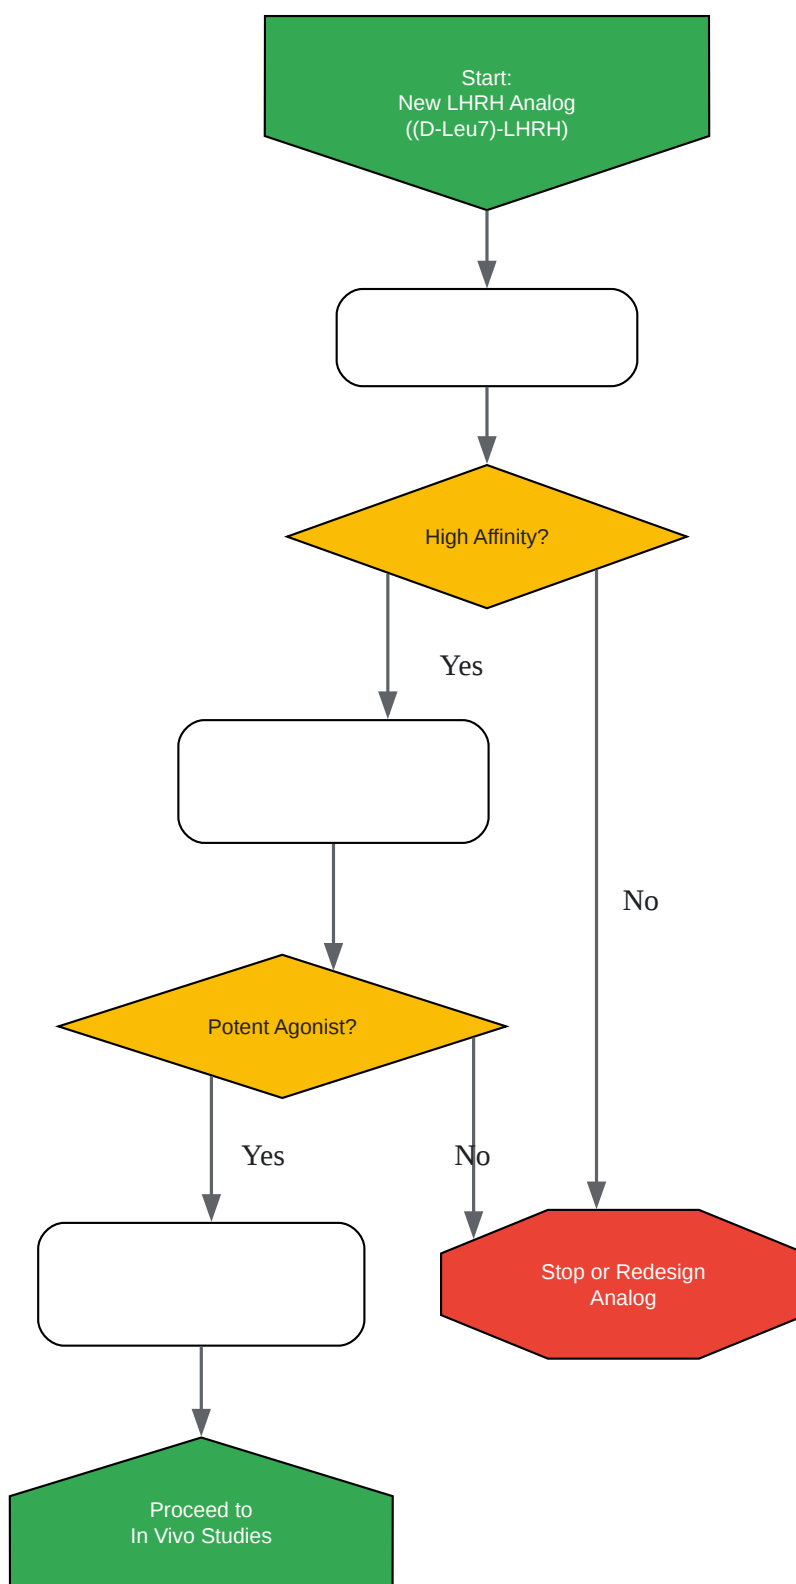 Start:
New LHRH Analog
((D-Leu7)-LHRH)
High Affinity?
Yes
No
Potent Agonist?
Yes
No
Stop or Redesign
Analog
Proceed to
In Vivo Studies